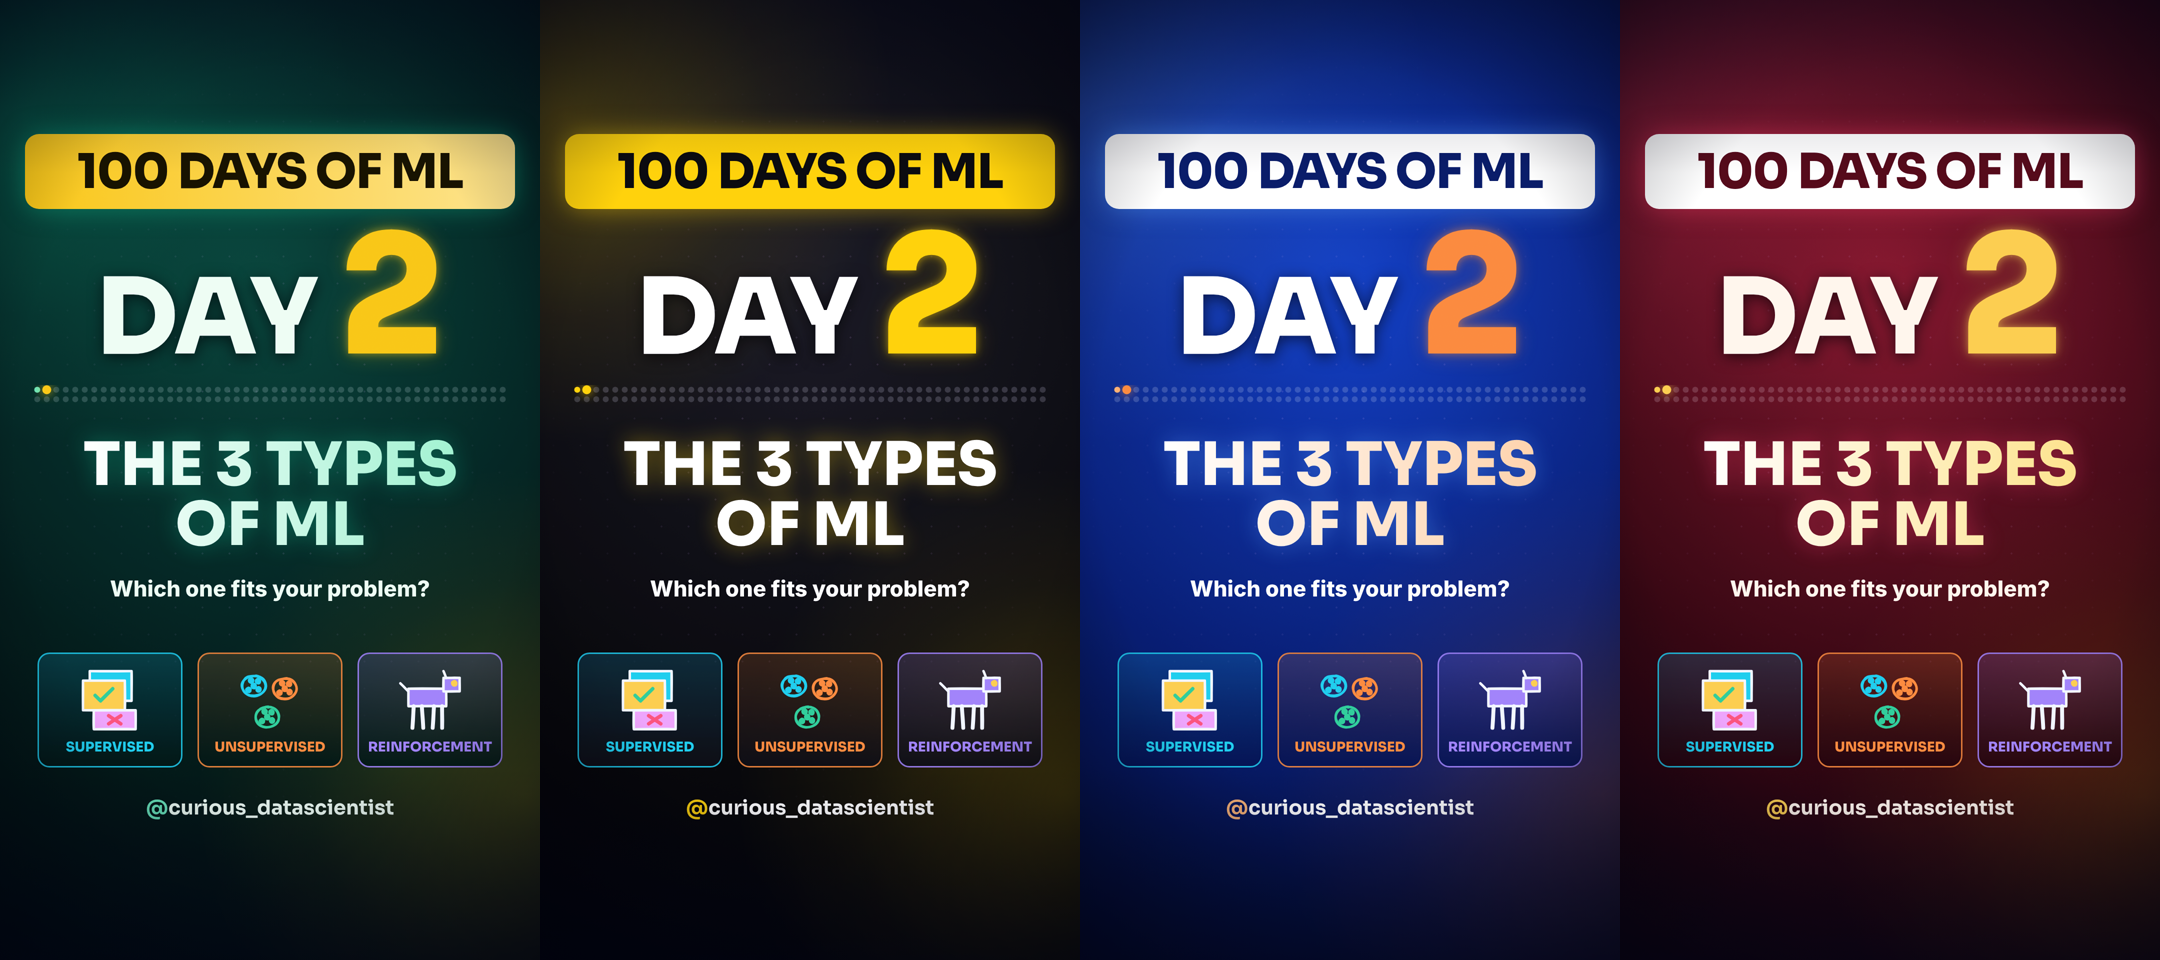 100 DAYS OF ML
DAY 2
THE 3 TYPES
OF ML
Which one fits your problem?
SUPERVISED
UNSUPERVISED
REINFORCEMENT
@curious_datascientist
100 DAYS OF ML
DAY 2
THE 3 TYPES
OF ML
Which one fits your problem?
SUPERVISED
UNSUPERVISED
REINFORCEMENT
@curious_datascientist
100 DAYS OF ML
DAY 2
THE 3 TYPES
OF ML
Which one fits your problem?
SUPERVISED
UNSUPERVISED
REINFORCEMENT
@curious_datascientist
100 DAYS OF ML
DAY 2
THE 3 TYPES
OF ML
Which one fits your problem?
SUPERVISED
UNSUPERVISED
REINFORCEMENT
@curious_datascientist